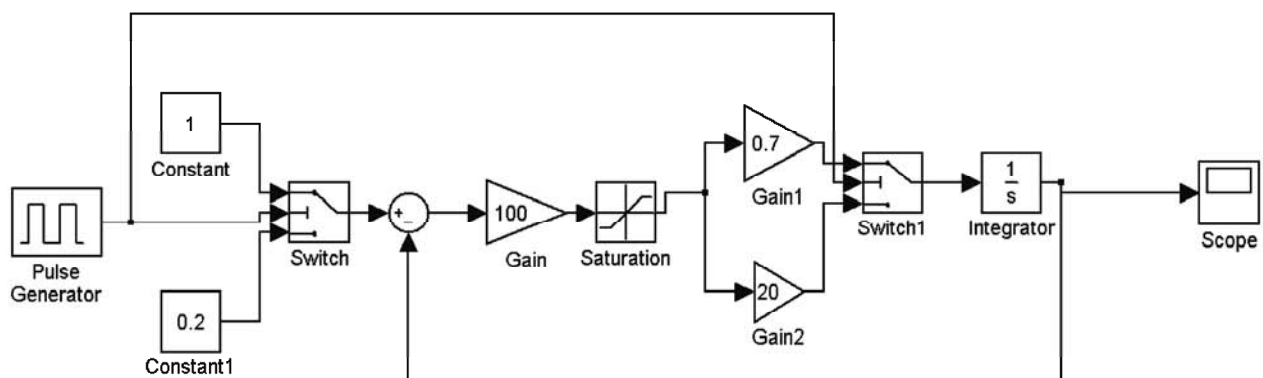 1
Constant
Pulse
Generator
0.2
Constant1
Switch
+
_
100
Gain
Saturation
0.7
Gain1
20
Gain2
Switch1
1
s
Integrator
Scope